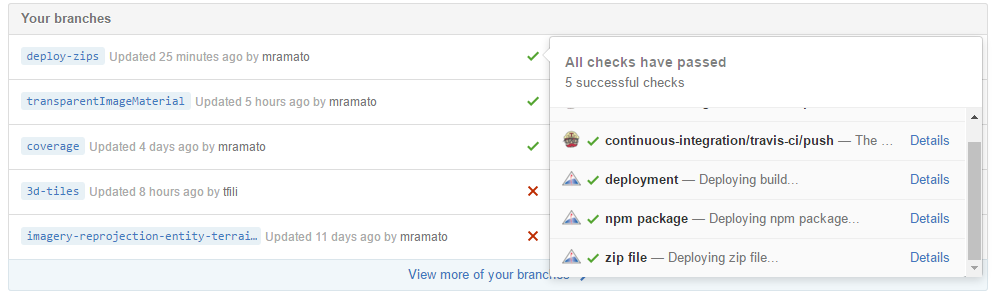 Your branches
deploy-zips Updated 25 minutes ago by mramato
transparentImageMaterial Updated 5 hours ago by mramato
coverage Updated 4 days ago by mramato
3d-tiles Updated 8 hours ago by tfili
imagery-reprojection-entity-terrai… Updated 11 days ago by mramato
View more of your branches
All checks have passed
5 successful checks
continuous-integration/travis-ci/push — The ... Details
deployment — Deploying build... Details
npm package — Deploying npm package... Details
zip file — Deploying zip file... Details